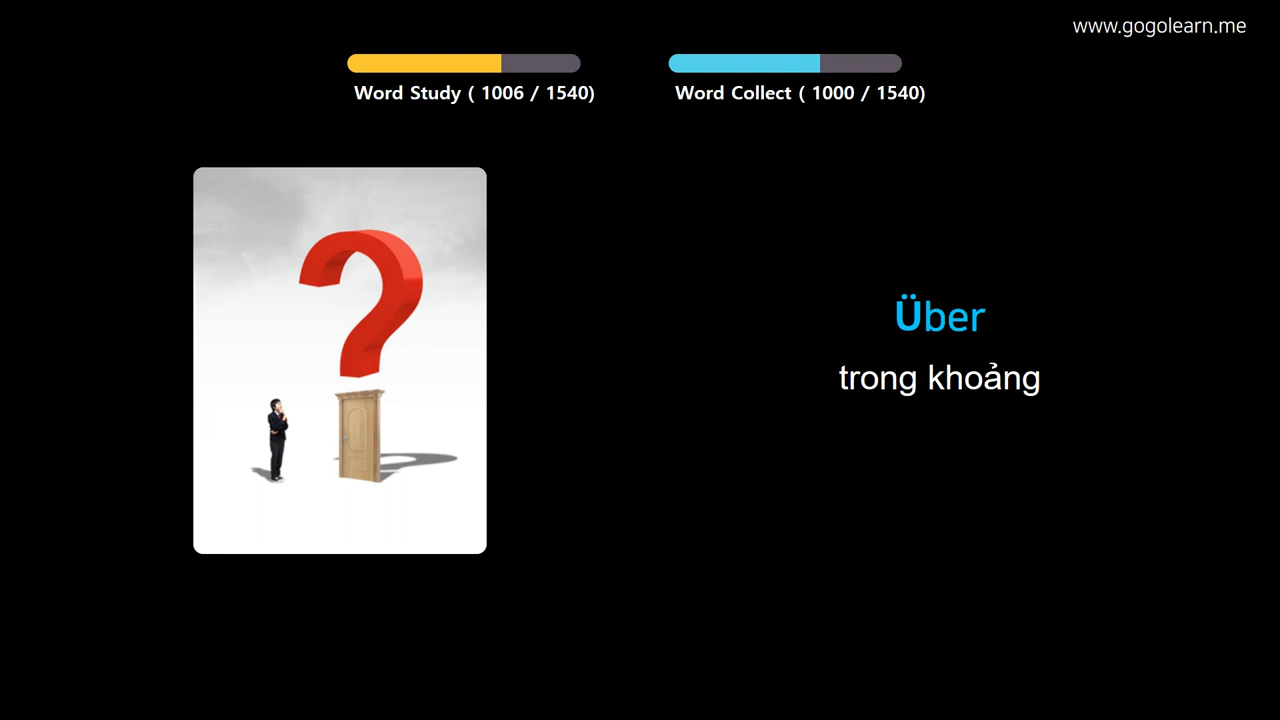 www.gogolearn.me
Word Study ( 1006 / 1540)
Word Collect ( 1000 / 1540)
Über
trong khoảng